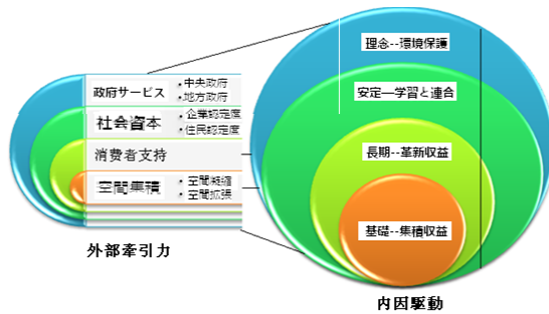 政府サービス
・中央政府
・地方政府
社会資本
・企業認定度
・住民認定度
消費者支持
空間集積
・空間凝縮
・空間拡張
外部牽引力
理念--環境保護
安定—学習と連合
長期--革新収益
基礎--集積収益
内因駆動